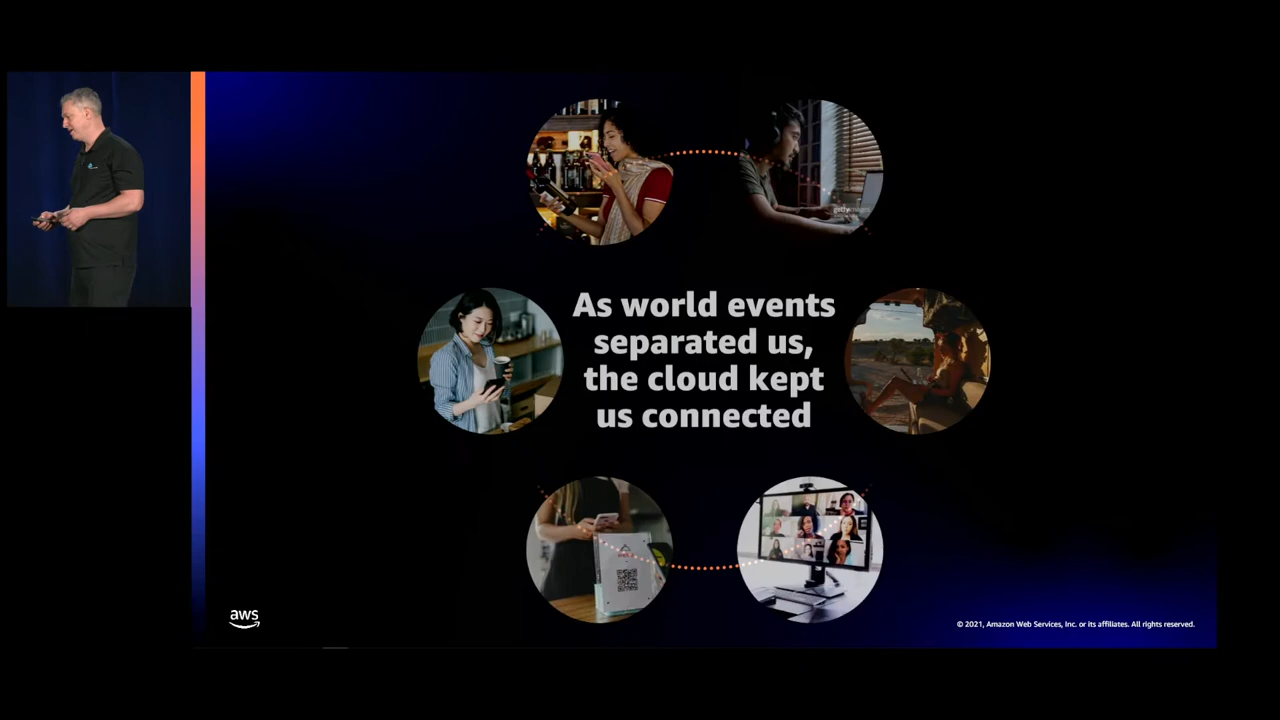 gettyimages
As world events
separated us,
the cloud kept
us connected
aws
© 2021, Amazon Web Services, Inc. or its affiliates. All rights reserved.